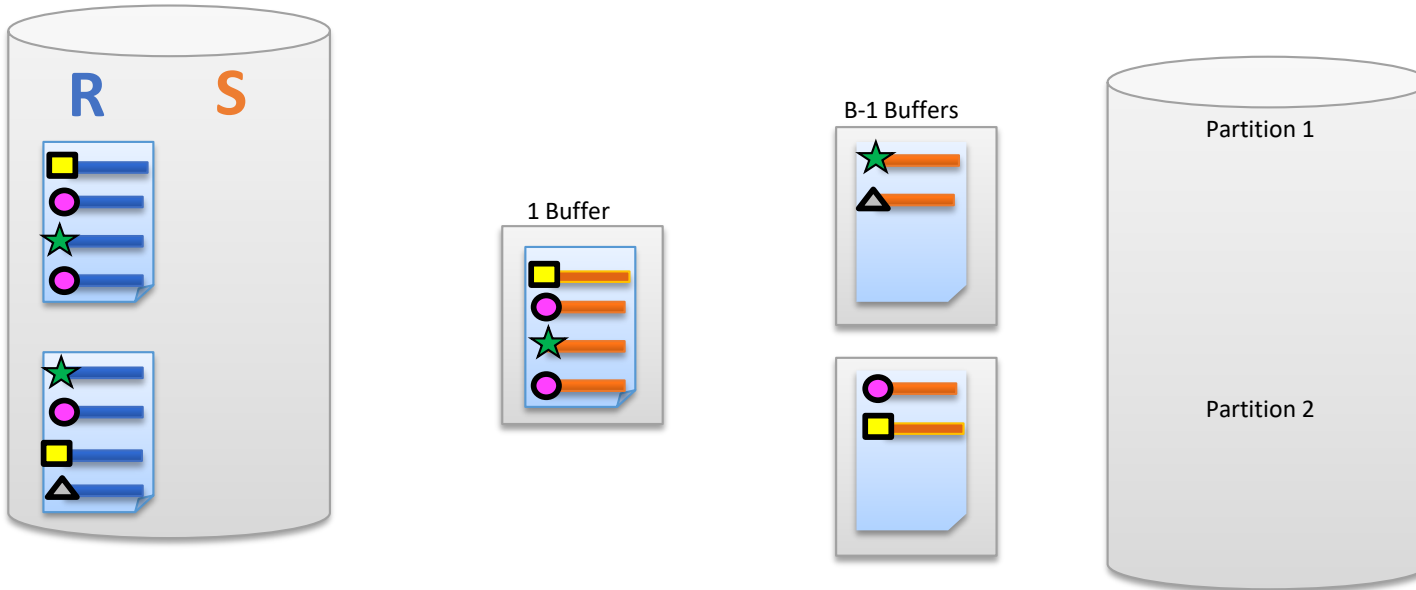 R S
1 Buffer
B-1 Buffers
Partition 1
Partition 2